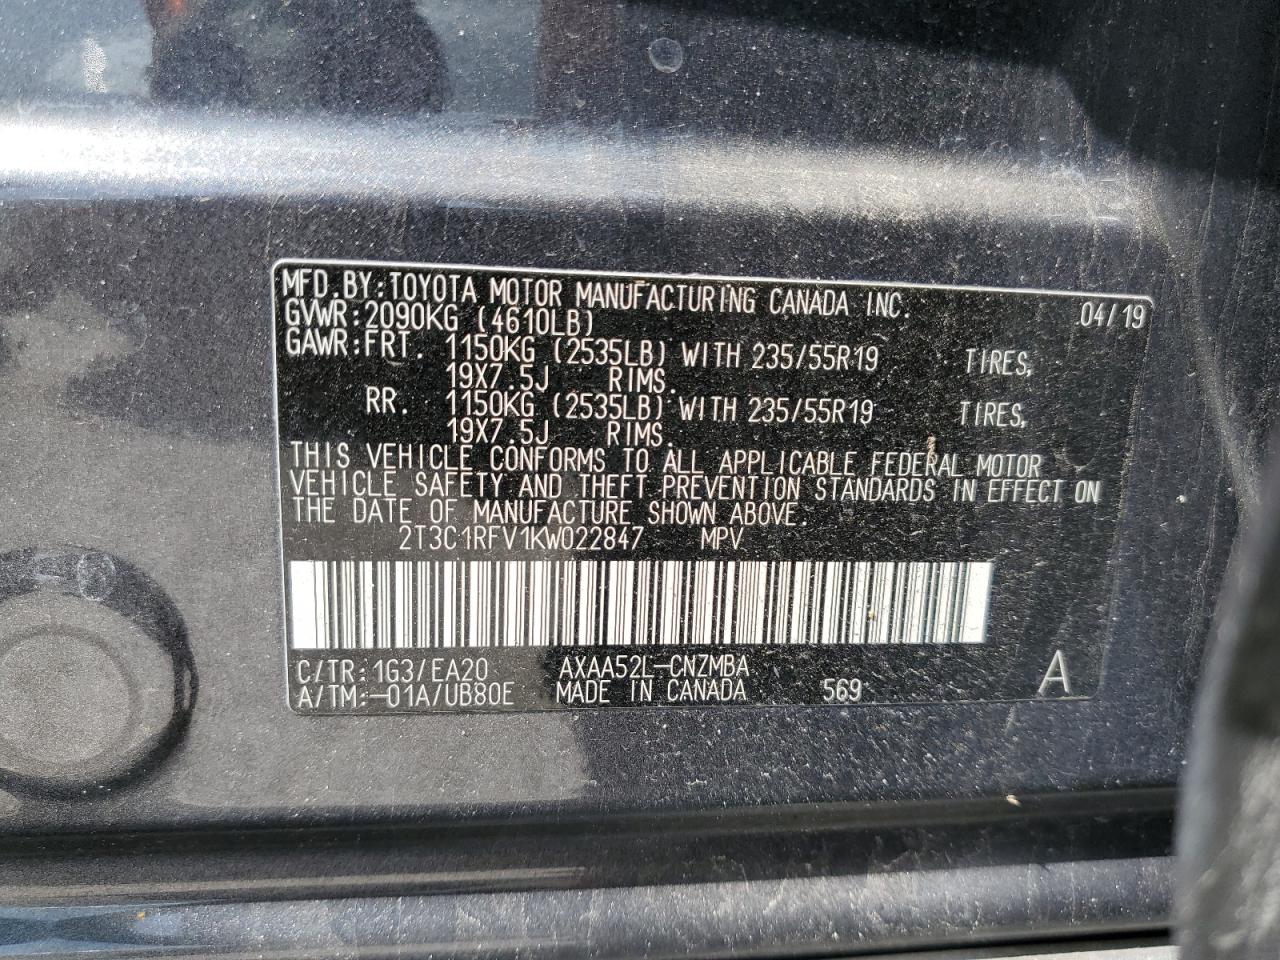 MFD.BY:TOYOTA MOTOR MANUFACTURING CANADA INC. 04/19
GVWR:2090KG (4610LB)
GAWR:FRT. 1150KG (2535LB) WITH 235/55R19 TIRES,
19X7.5J RIMS.
RR. 1150KG (2535LB) WITH 235/55R19 TIRES,
19X7.5J RIMS.
THIS VEHICLE CONFORMS TO ALL APPLICABLE FEDERAL MOTOR
VEHICLE SAFETY AND THEFT PREVENTION STANDARDS IN EFFECT ON
THE DATE OF MANUFACTURE SHOWN ABOVE.
2T3C1RFV1KW022847 MPV
C/TR:1G3/EA20 AXAA52L-CNZMBA
A/TM:-01A/UB80E MADE IN CANADA 569 A